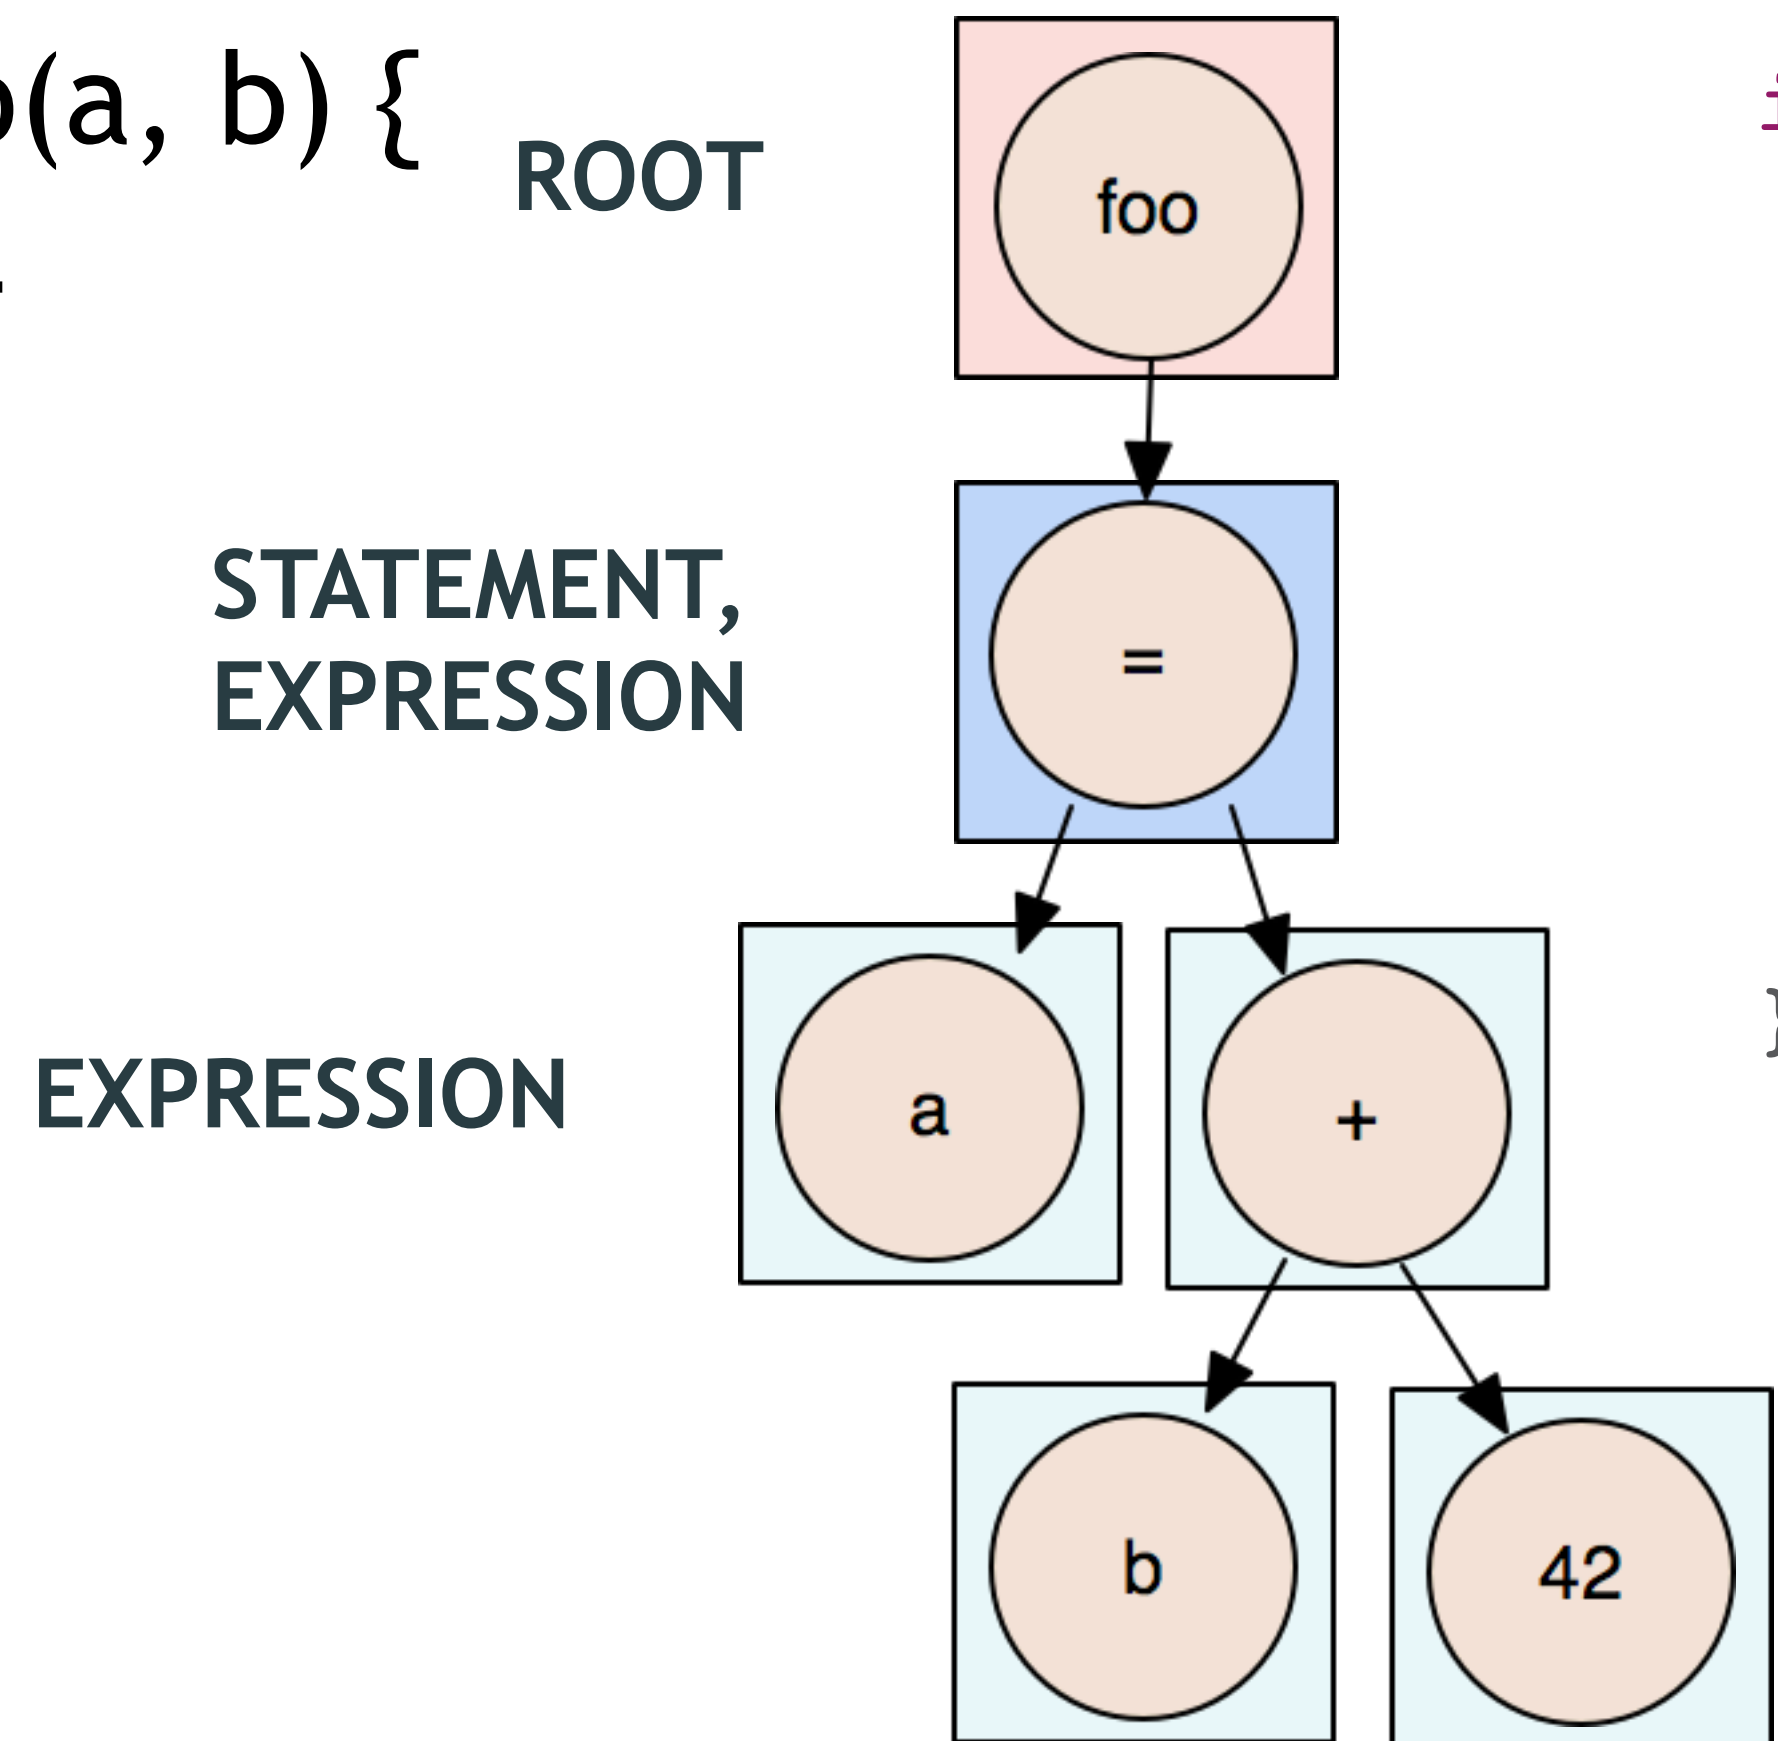 (a, b) {
ROOT
foo
STATEMENT,
EXPRESSION
=
EXPRESSION
a
+
b
42
}